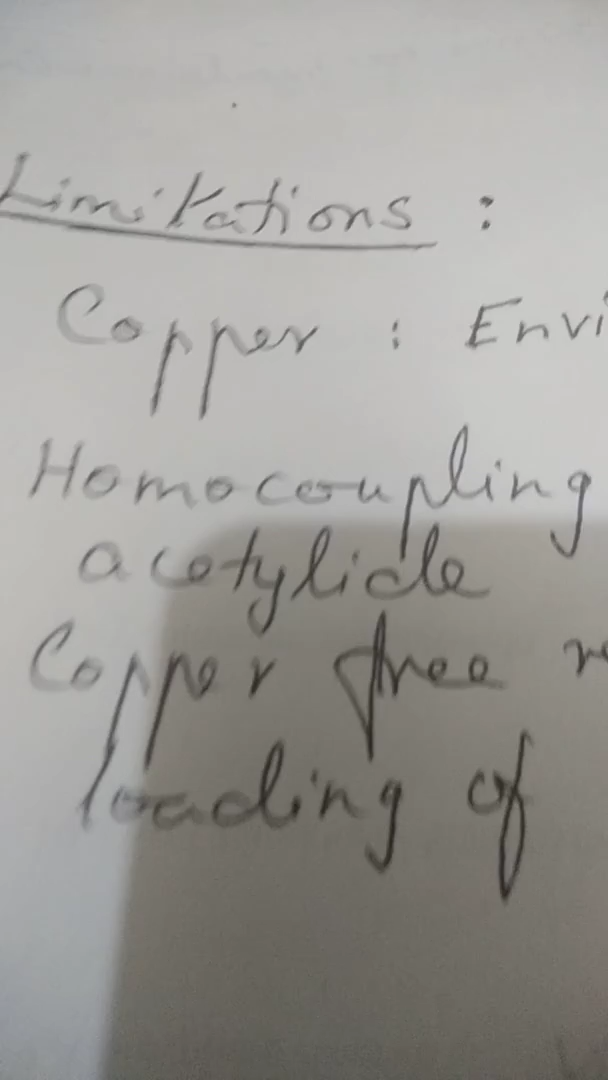 Limitations :
Copper : Envi
Homocoupling
acetylide
Copper free
loading of